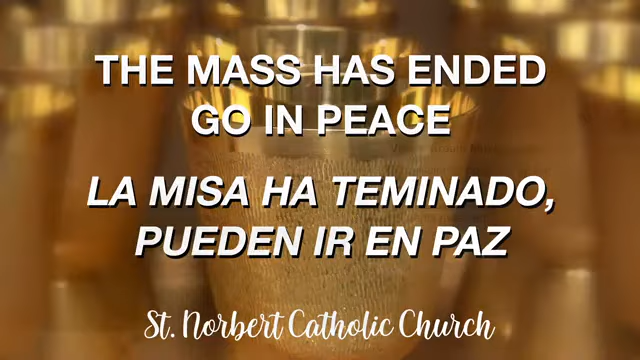 THE MASS HAS ENDED
GO IN PEACE
LA MISA HA TEMINADO,
PUEDEN IR EN PAZ
St. Norbert Catholic Church